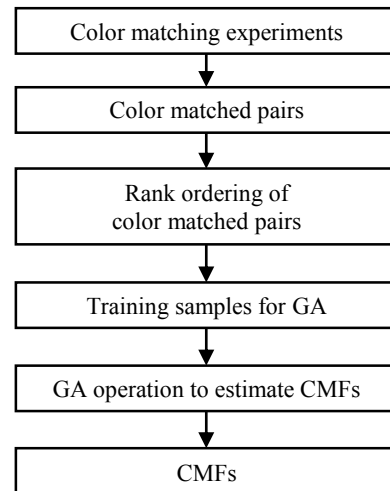 Color matching experiments
Color matched pairs
Rank ordering of
color matched pairs
Training samples for GA
GA operation to estimate CMFs
CMFs